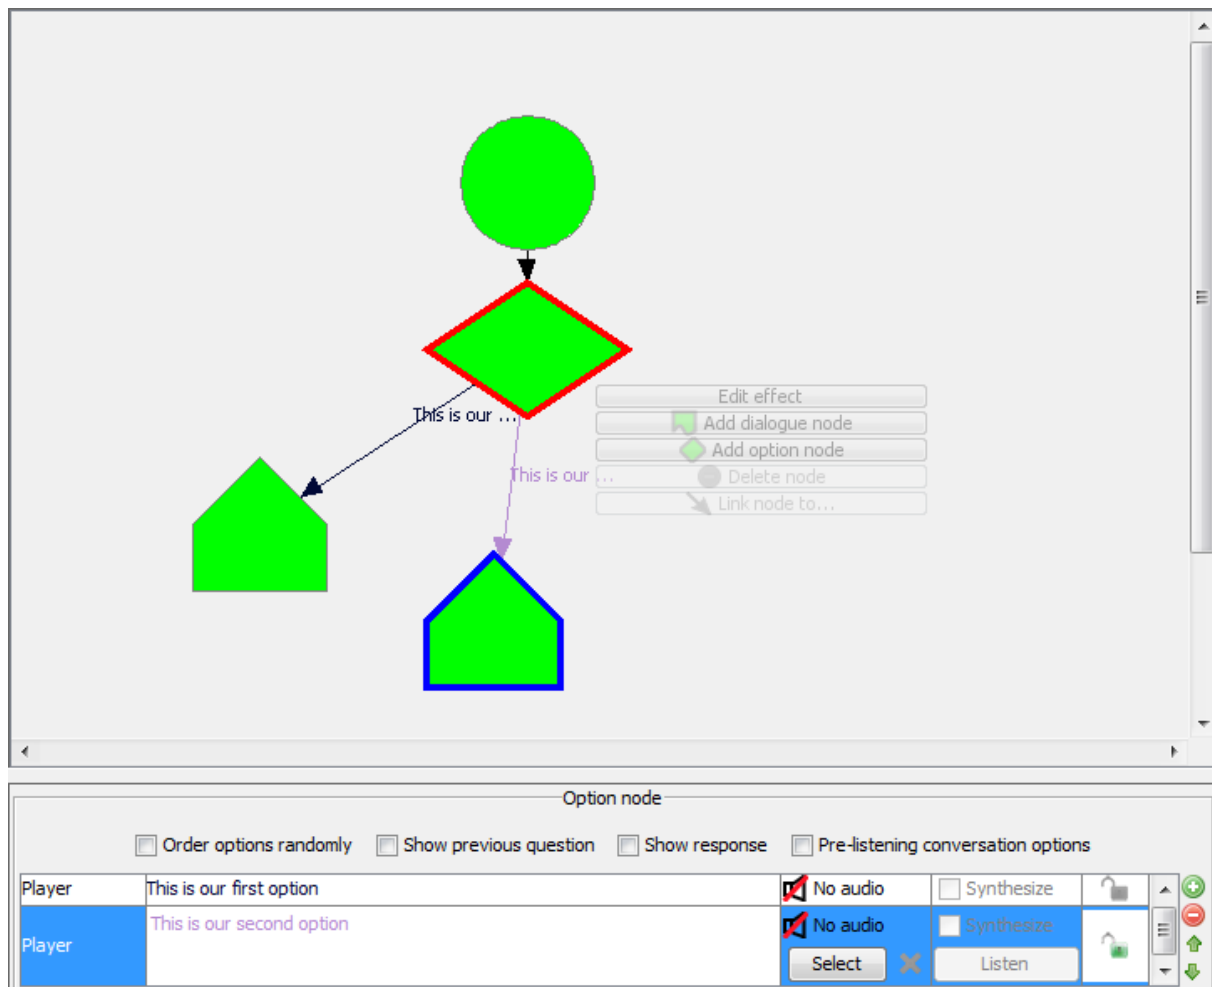 Edit effect
Add dialogue node
This is our ...
Add option node
This is our ...
Delete node
Link node to...
Option node
Order options randomly Show previous question Show response Pre-listening conversation options
Player This is our first option No audio Synthesize
Player This is our second option No audio Synthesize
Select Listen